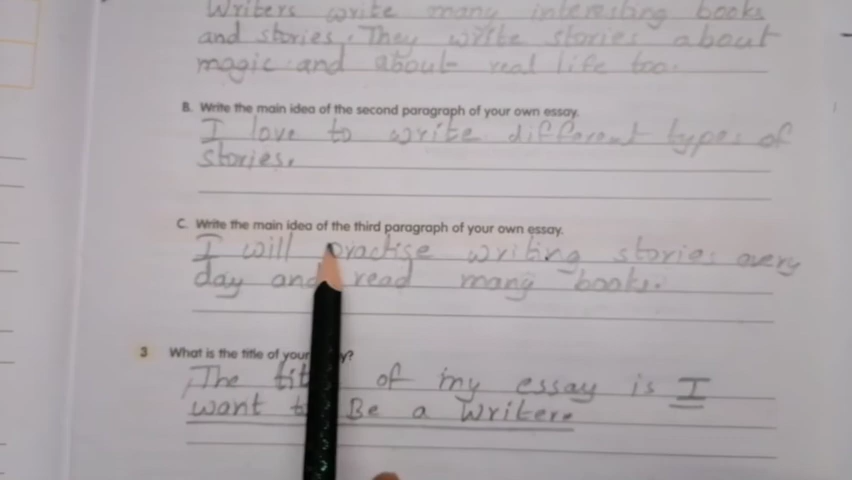 Writers write many interesting books
and stories. They write stories about
magic and about real life too.
B. Write the main idea of the second paragraph of your own essay.
I love to write different types of
stories.
C. Write the main idea of the third paragraph of your own essay.
I will practise writing stories every
day and read many books.
3 What is the title of your y?
The tit of my essay is I
want t Be a Writer.